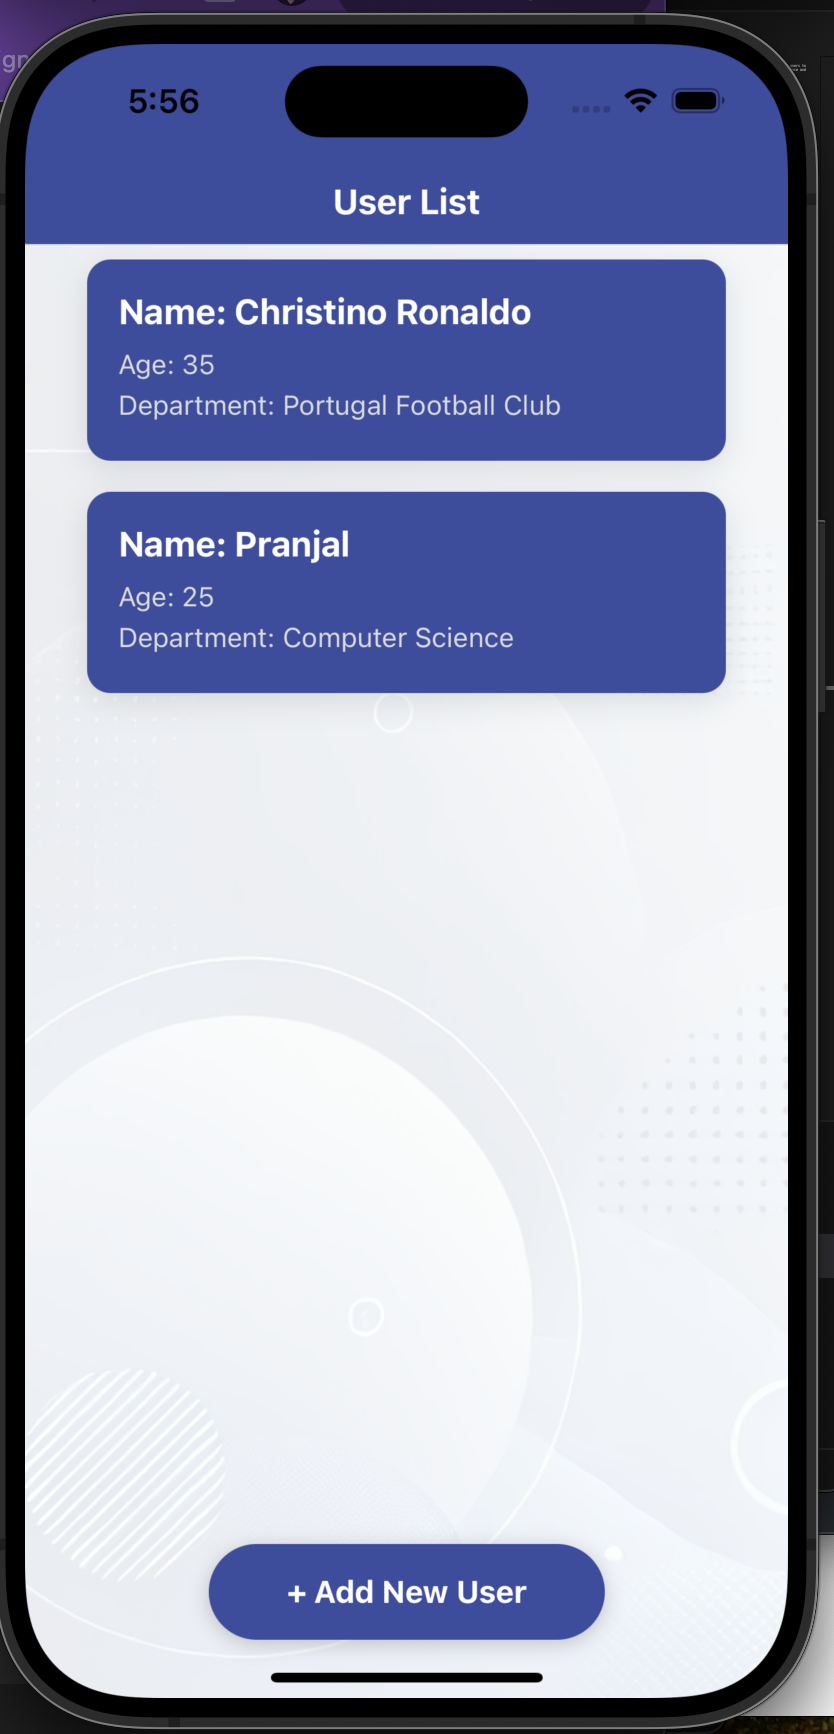 5:56
User List
Name: Christino Ronaldo
Age: 35
Department: Portugal Football Club
Name: Pranjal
Age: 25
Department: Computer Science
+ Add New User